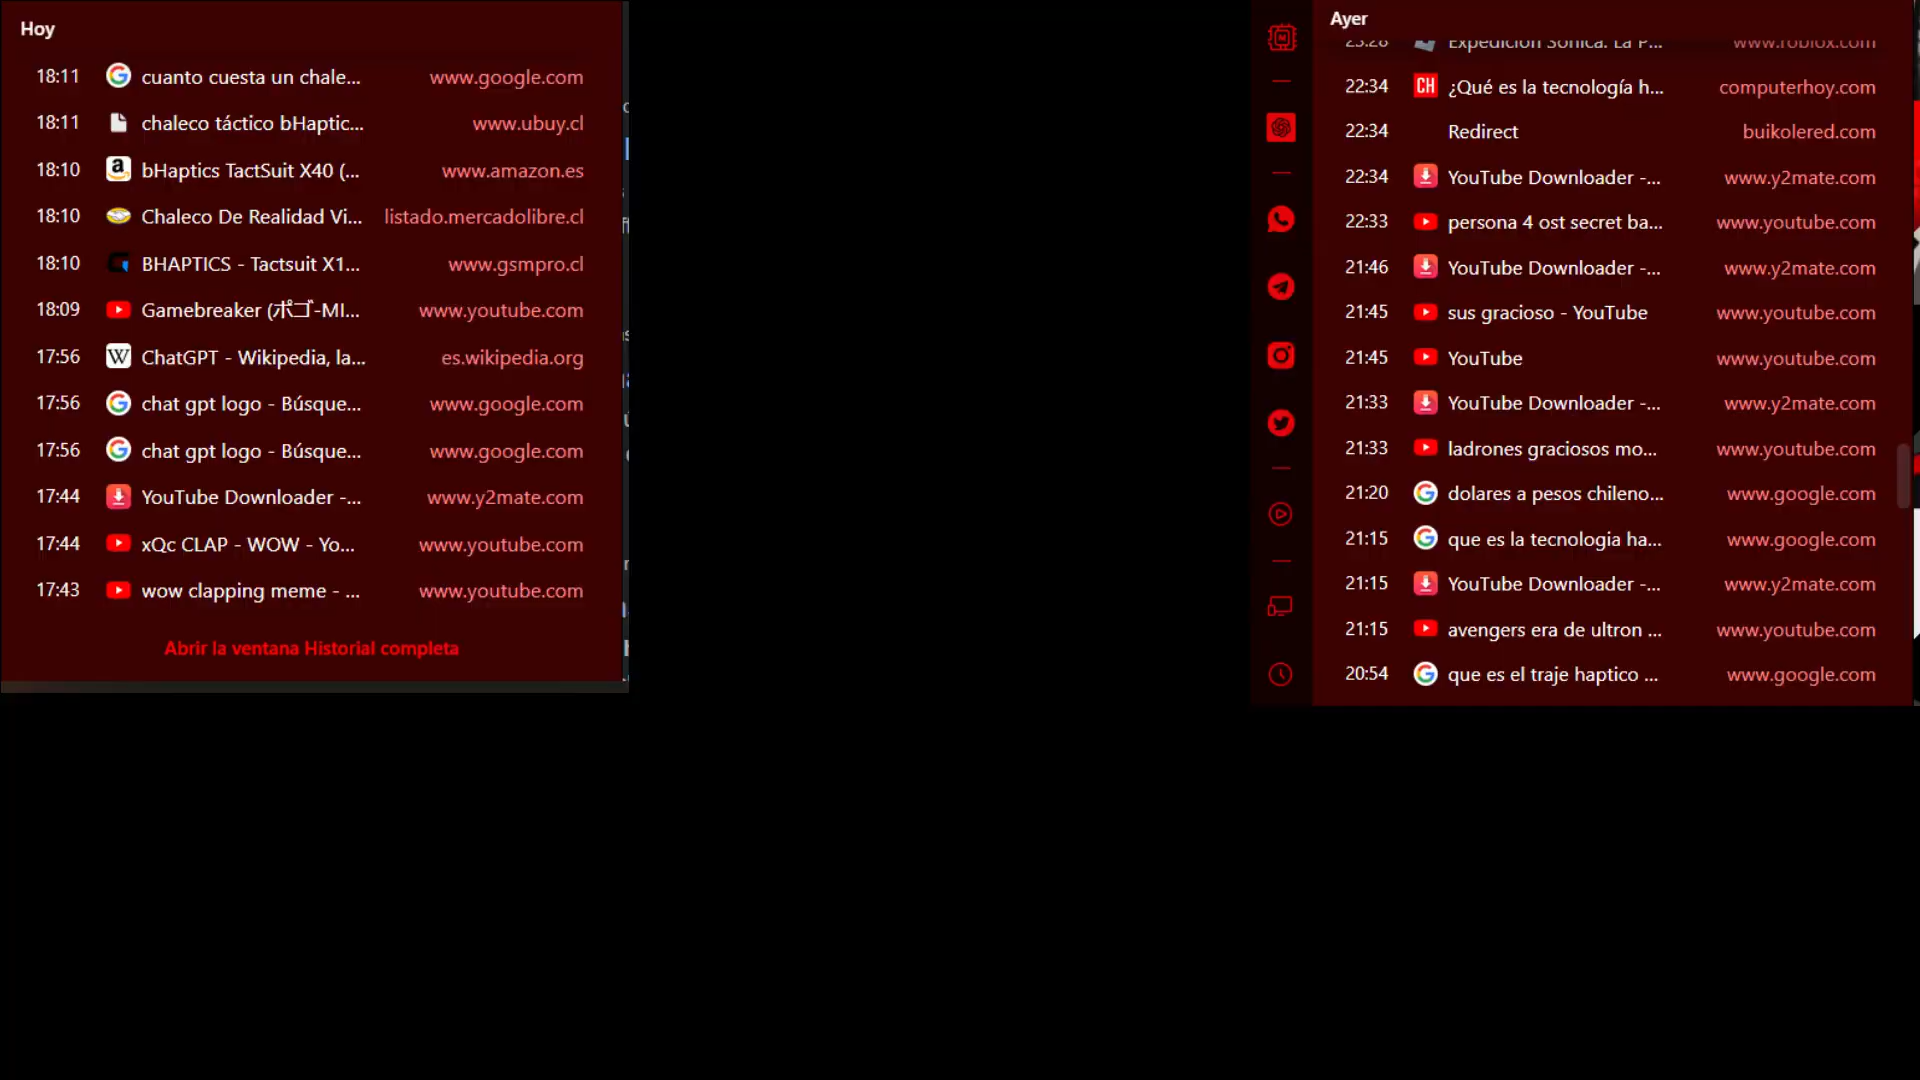 Hoy
18:11 cuanto cuesta un chale... www.google.com
18:11 chaleco táctico bHaptic... www.ubuy.cl
18:10 bHaptics TactSuit X40 (... www.amazon.es
18:10 Chaleco De Realidad Vi... listado.mercadolibre.cl
18:10 BHAPTICS - Tactsuit X1... www.gsmpro.cl
18:09 Gamebreaker (ポゴ-MI... www.youtube.com
17:56 ChatGPT - Wikipedia, la... es.wikipedia.org
17:56 chat gpt logo - Búsque... www.google.com
17:56 chat gpt logo - Búsque... www.google.com
17:44 YouTube Downloader -... www.y2mate.com
17:44 xQc CLAP - WOW - Yo... www.youtube.com
17:43 wow clapping meme - ... www.youtube.com
Abrir la ventana Historial completa
Ayer
23:28 Expedición Sónica: La P... www.roblox.com
22:34 CH ¿Qué es la tecnología h... computerhoy.com
22:34 Redirect buikolered.com
22:34 YouTube Downloader -... www.y2mate.com
22:33 persona 4 ost secret ba... www.youtube.com
21:46 YouTube Downloader -... www.y2mate.com
21:45 sus gracioso - YouTube www.youtube.com
21:45 YouTube www.youtube.com
21:33 YouTube Downloader -... www.y2mate.com
21:33 ladrones graciosos mo... www.youtube.com
21:20 dolares a pesos chileno... www.google.com
21:15 que es la tecnologia ha... www.google.com
21:15 YouTube Downloader -... www.y2mate.com
21:15 avengers era de ultron ... www.youtube.com
20:54 que es el traje haptico ... www.google.com